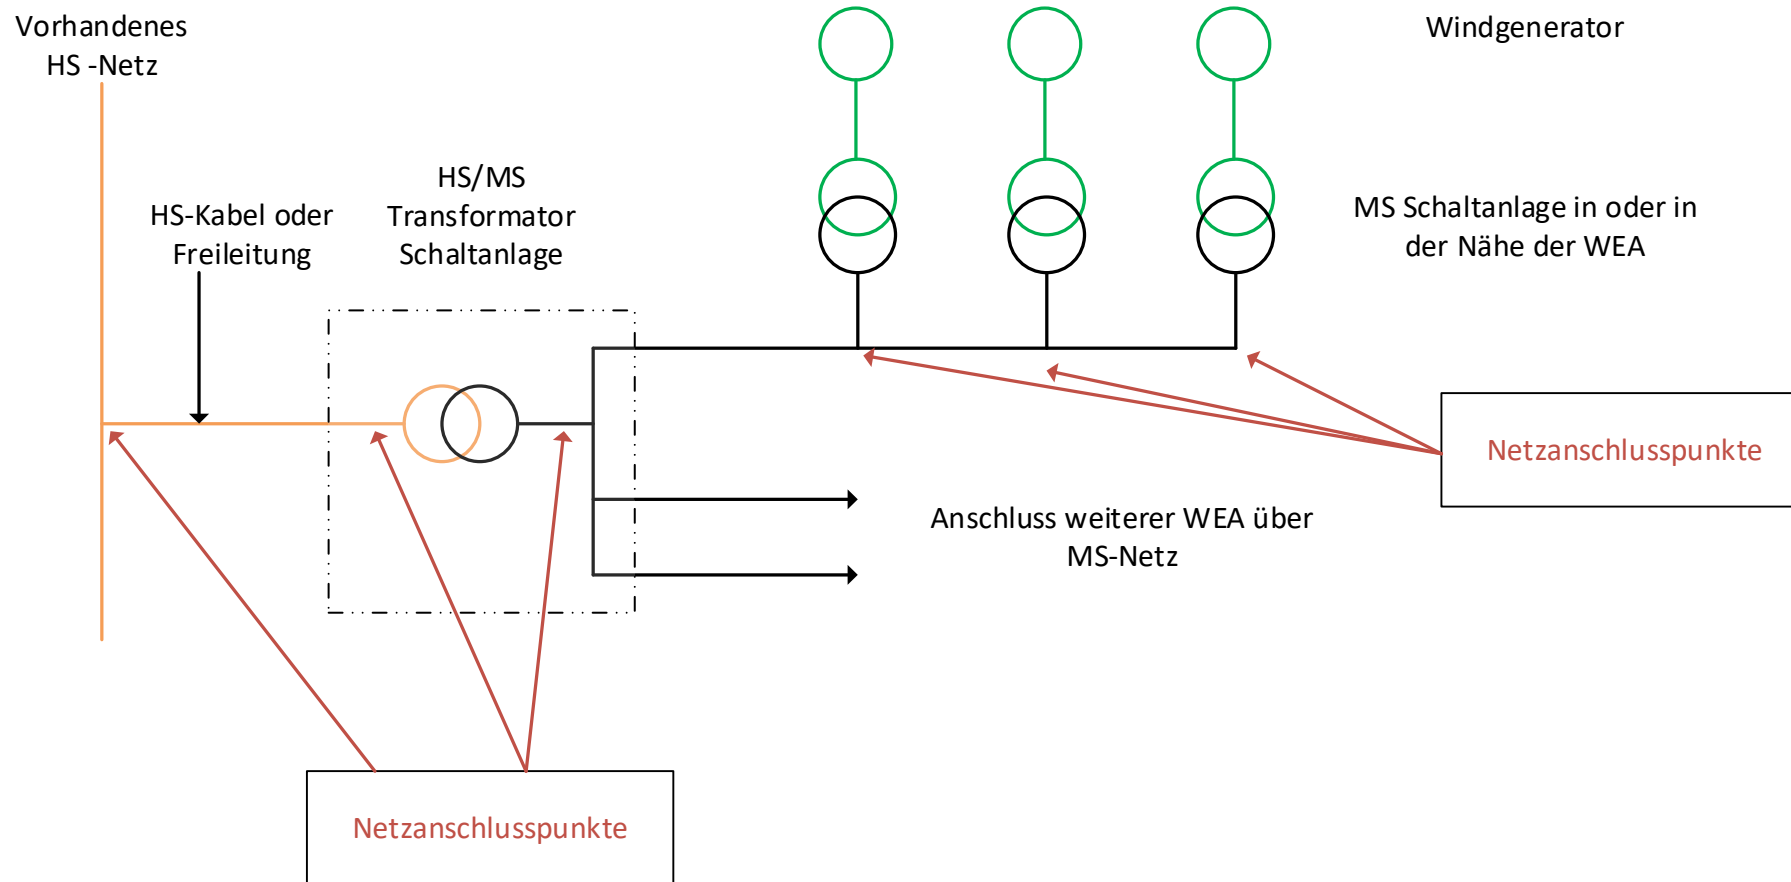 Vorhandenes
HS -Netz
Windgenerator
HS/MS
Transformator
Schaltanlage
HS-Kabel oder
Freileitung
MS Schaltanlage in oder in
der Nähe der WEA
Netzanschlusspunkte
Anschluss weiterer WEA über
MS-Netz
Netzanschlusspunkte